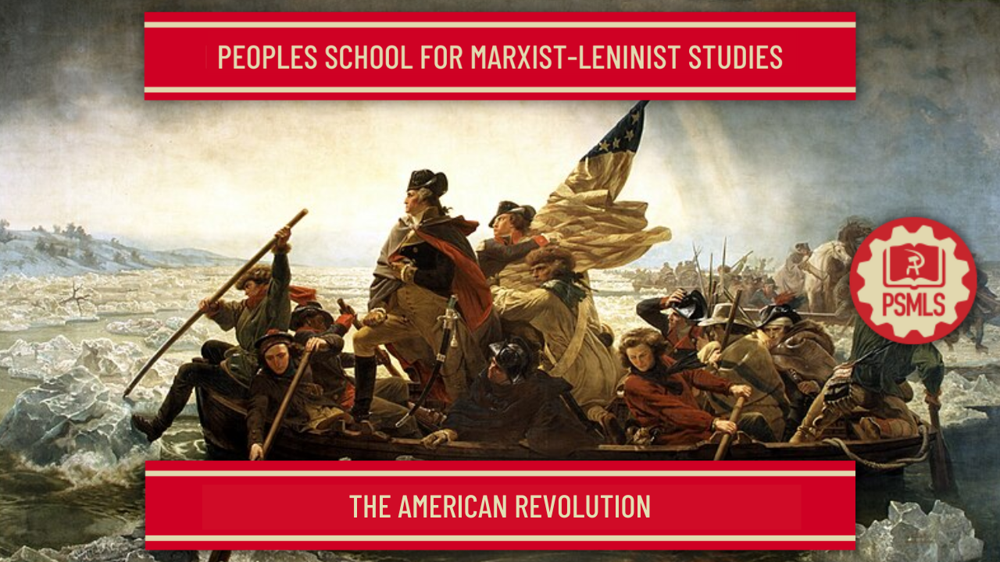 PEOPLES SCHOOL FOR MARXIST-LENINIST STUDIES
PSMLS
THE AMERICAN REVOLUTION